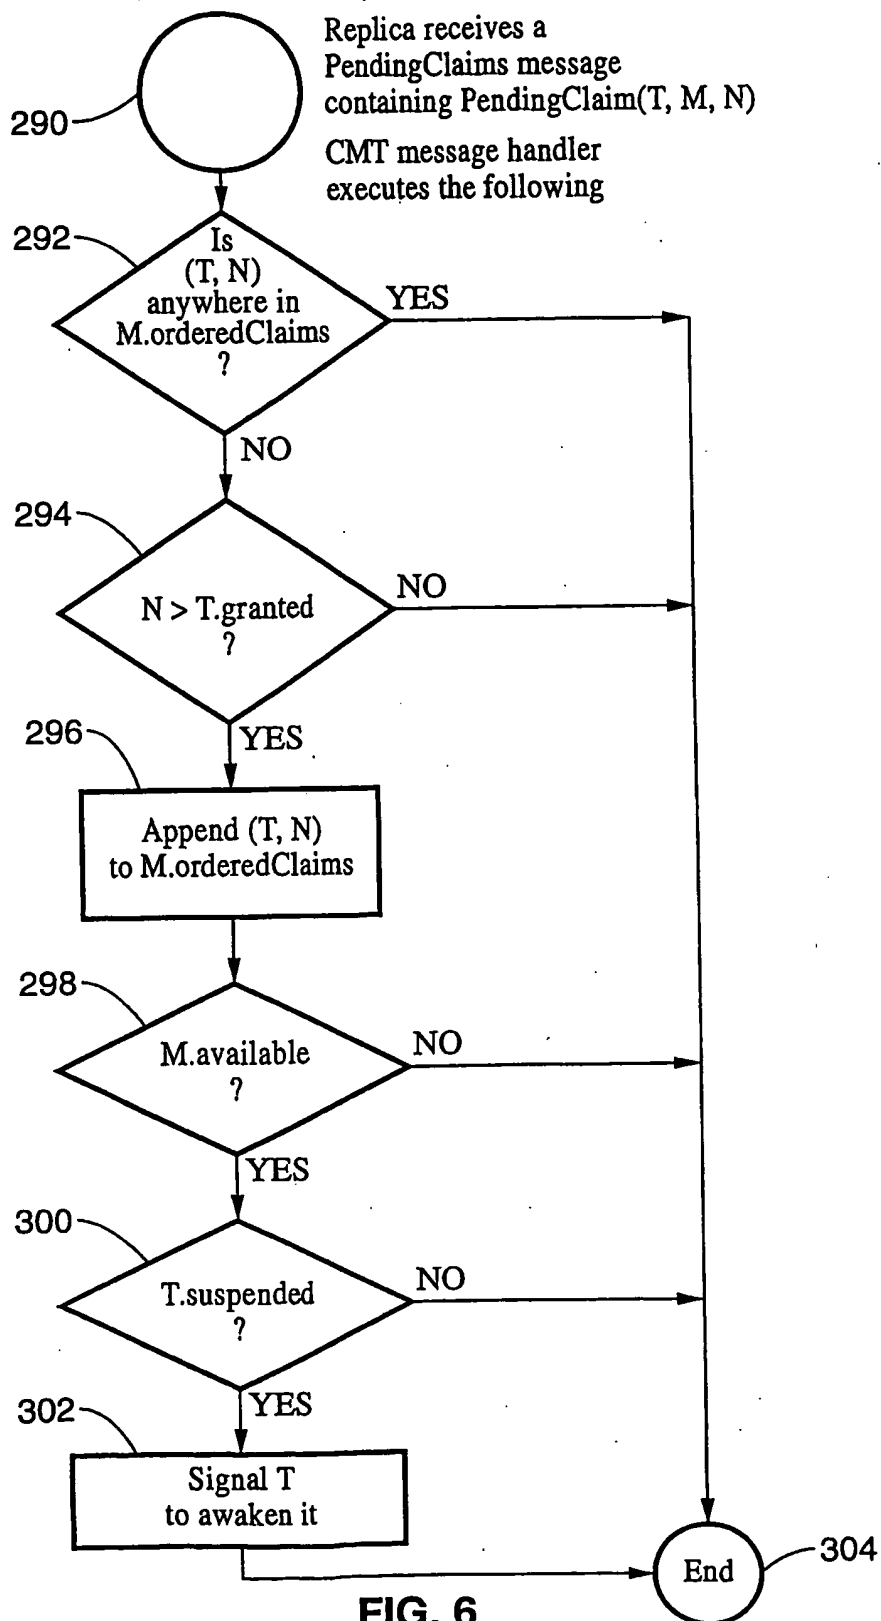 Replica receives a
PendingClaims message
containing PendingClaim(T, M, N)
290
CMT message handler
executes the following
292
Is
(T, N)
anywhere in
M.orderedClaims
?
YES
NO
294
N > T.granted
?
NO
YES
296
Append (T, N)
to M.orderedClaims
298
M.available
?
NO
YES
300
T.suspended
?
NO
YES
302
Signal T
to awaken it
End
304
FIG. 6